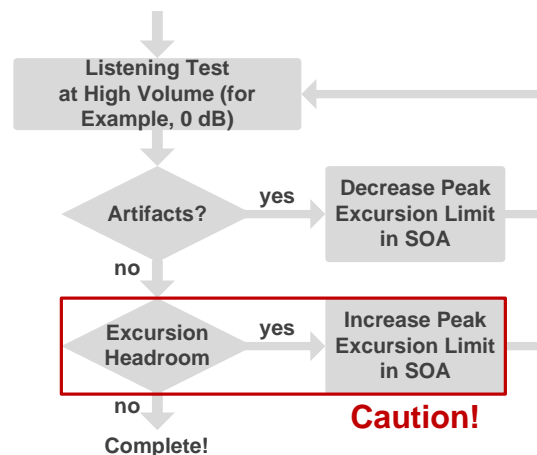 Listening Test
at High Volume (for
Example, 0 dB)
Artifacts?
yes
Decrease Peak
Excursion Limit
in SOA
no
Excursion
Headroom
yes
Increase Peak
Excursion Limit
in SOA
no
Caution!
Complete!